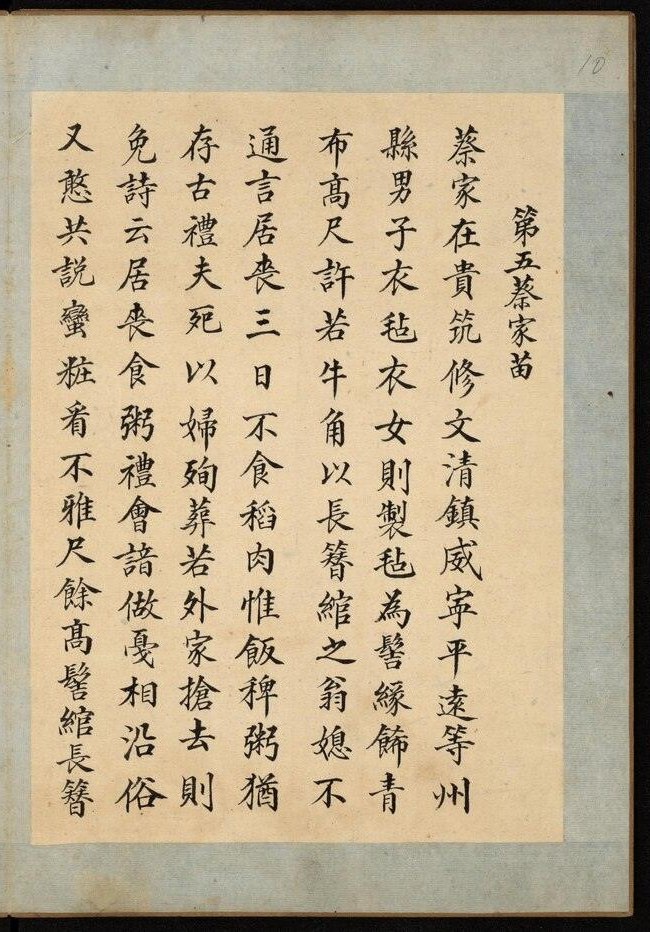 10
第五蔡家苗
蔡家在貴筑修文清鎮威寧平遠等州
縣男子衣毡衣女則製毡為髻緣飾青
布高尺許若牛角以長簪綰之翁媳不
通言居喪三日不食稻肉惟飯稗粥猶
存古禮夫死以婦殉葬若外家搶去則
免詩云居喪食粥禮會諳做戞相沿俗
又憨共説蠻粧看不雅尺餘高髻綰長簪